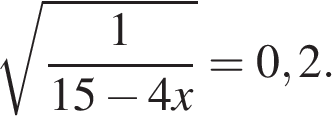 √(1/(15 − 4x)) = 0,2.